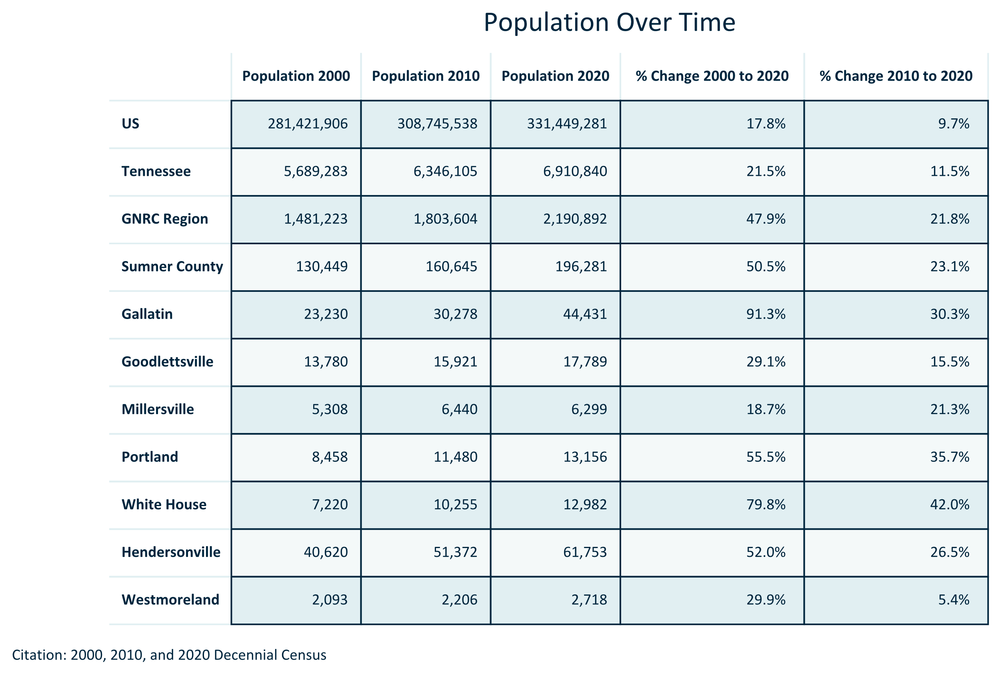 Population Over Time
Population 2000 Population 2010 Population 2020 % Change 2000 to 2020 % Change 2010 to 2020
US 281,421,906 308,745,538 331,449,281 17.8% 9.7%
Tennessee 5,689,283 6,346,105 6,910,840 21.5% 11.5%
GNRC Region 1,481,223 1,803,604 2,190,892 47.9% 21.8%
Sumner County 130,449 160,645 196,281 50.5% 23.1%
Gallatin 23,230 30,278 44,431 91.3% 30.3%
Goodlettsville 13,780 15,921 17,789 29.1% 15.5%
Millersville 5,308 6,440 6,299 18.7% 21.3%
Portland 8,458 11,480 13,156 55.5% 35.7%
White House 7,220 10,255 12,982 79.8% 42.0%
Hendersonville 40,620 51,372 61,753 52.0% 26.5%
Westmoreland 2,093 2,206 2,718 29.9% 5.4%
Citation: 2000, 2010, and 2020 Decennial Census